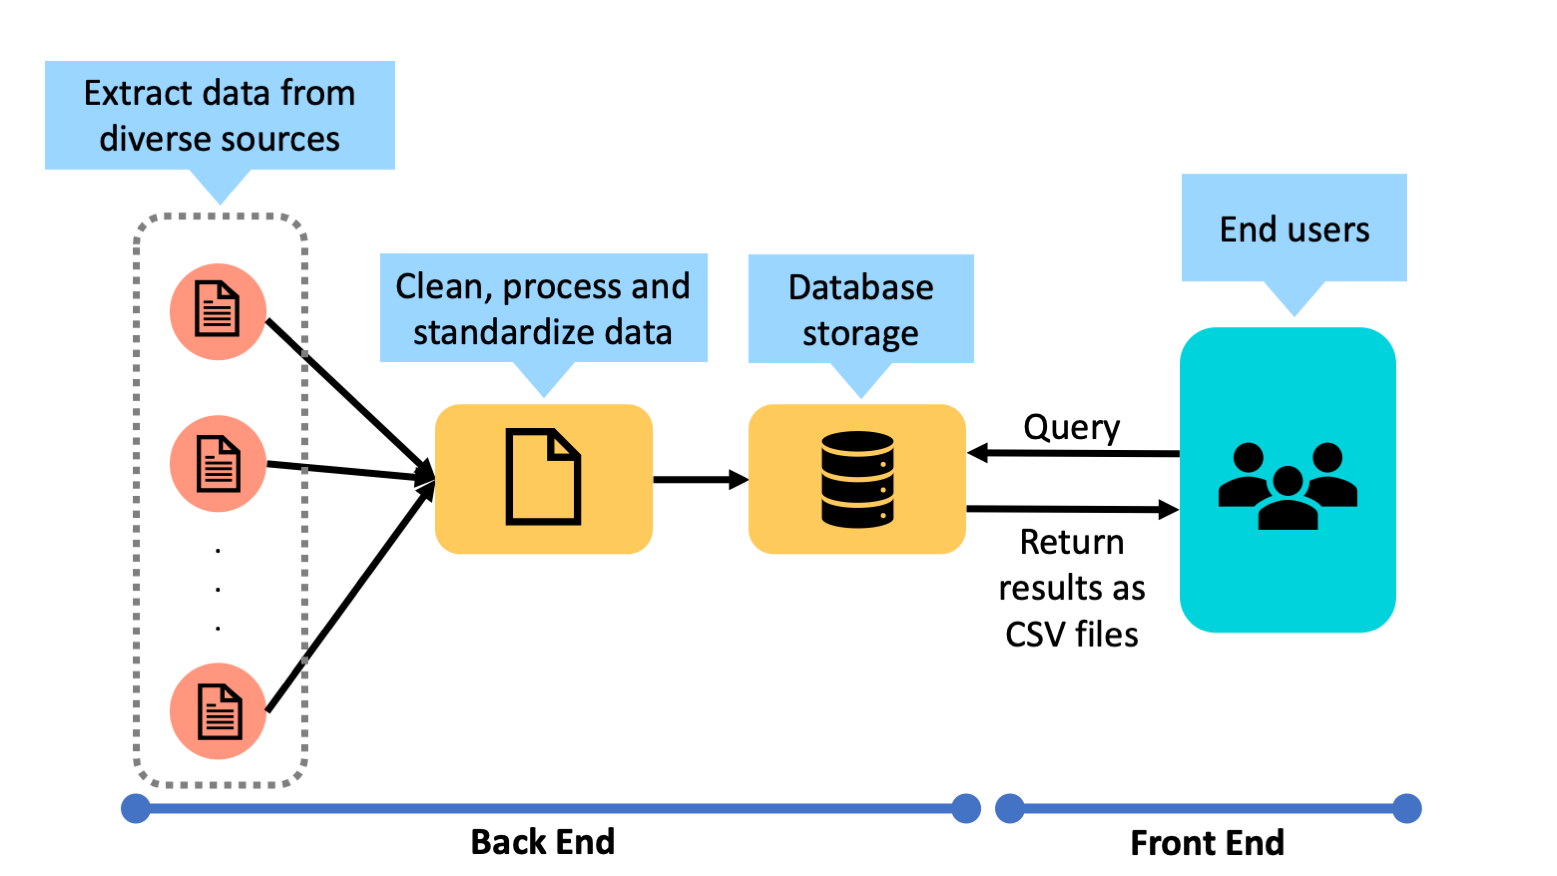 Extract data from
diverse sources
Clean, process and
standardize data
Database
storage
End users
Query
Return
results as
CSV files
Back End
Front End